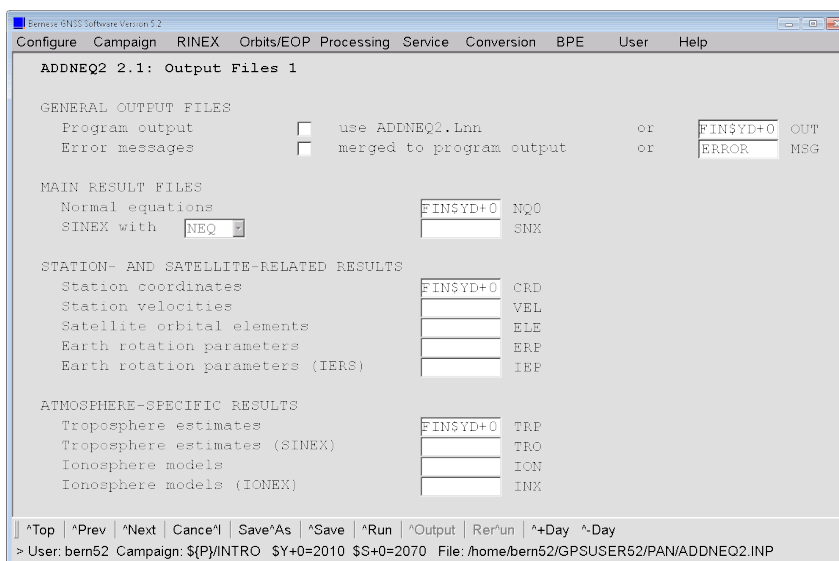 Bernese GNSS Software Version 5.2
Configure Campaign RINEX Orbits/EOP Processing Service Conversion BPE User Help
ADDNEQ2 2.1: Output Files 1
GENERAL OUTPUT FILES
Program output use ADDNEQ2.Lnn or FIN$YD+0 OUT
Error messages merged to program output or ERROR MSG
MAIN RESULT FILES
Normal equations FIN$YD+0 NQ0
SINEX with NEQ SNX
STATION- AND SATELLITE-RELATED RESULTS
Station coordinates FIN$YD+0 CRD
Station velocities VEL
Satellite orbital elements ELE
Earth rotation parameters ERP
Earth rotation parameters (IERS) IEP
ATMOSPHERE-SPECIFIC RESULTS
Troposphere estimates FIN$YD+0 TRP
Troposphere estimates (SINEX) TRO
Ionosphere models ION
Ionosphere models (IONEX) INX
^Top | ^Prev | ^Next | Cance^l | Save^As | ^Save | ^Run | ^Output | Rer^un | ^+Day ^-Day
> User: bern52 Campaign: ${P}/INTRO $Y+0=2010 $S+0=2070 File: /home/bern52/GPSUSER52/PAN/ADDNEQ2.INP